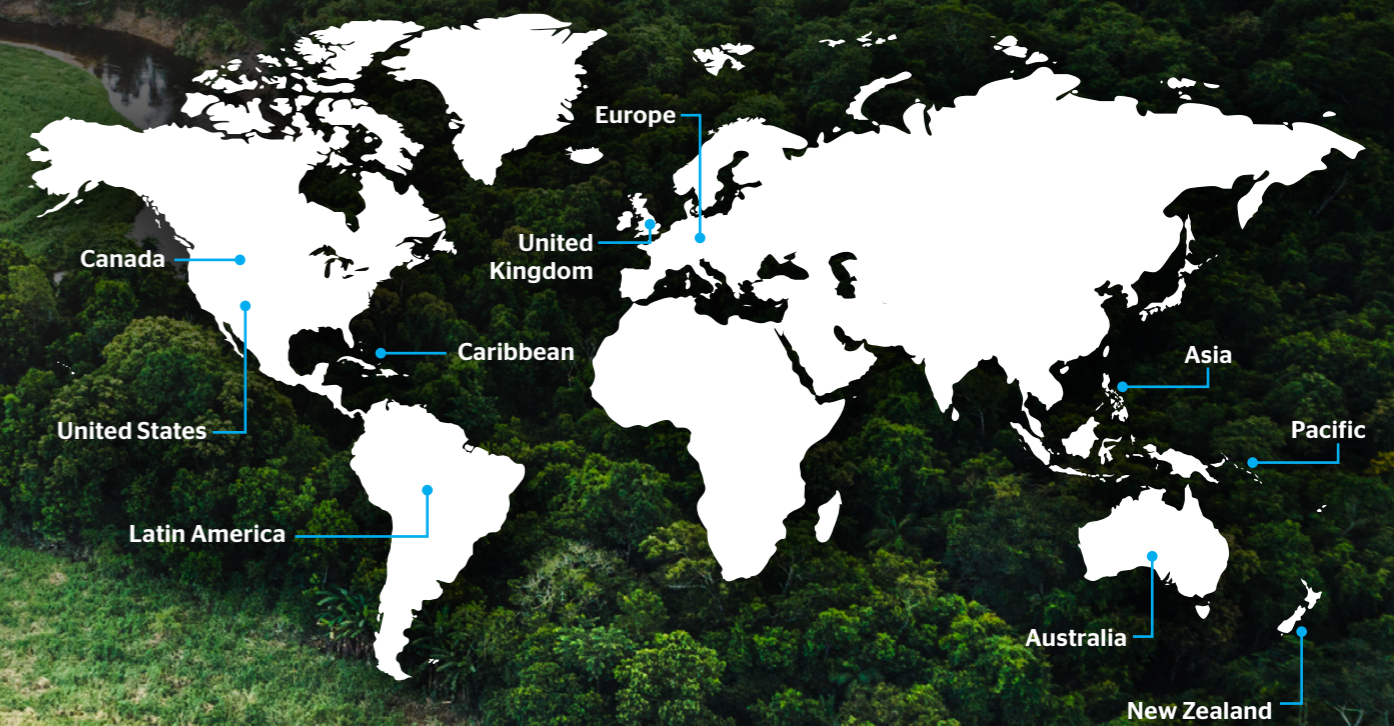 Europe
United
Kingdom
Canada
Caribbean
Asia
United States
Pacific
Latin America
Australia
New Zealand